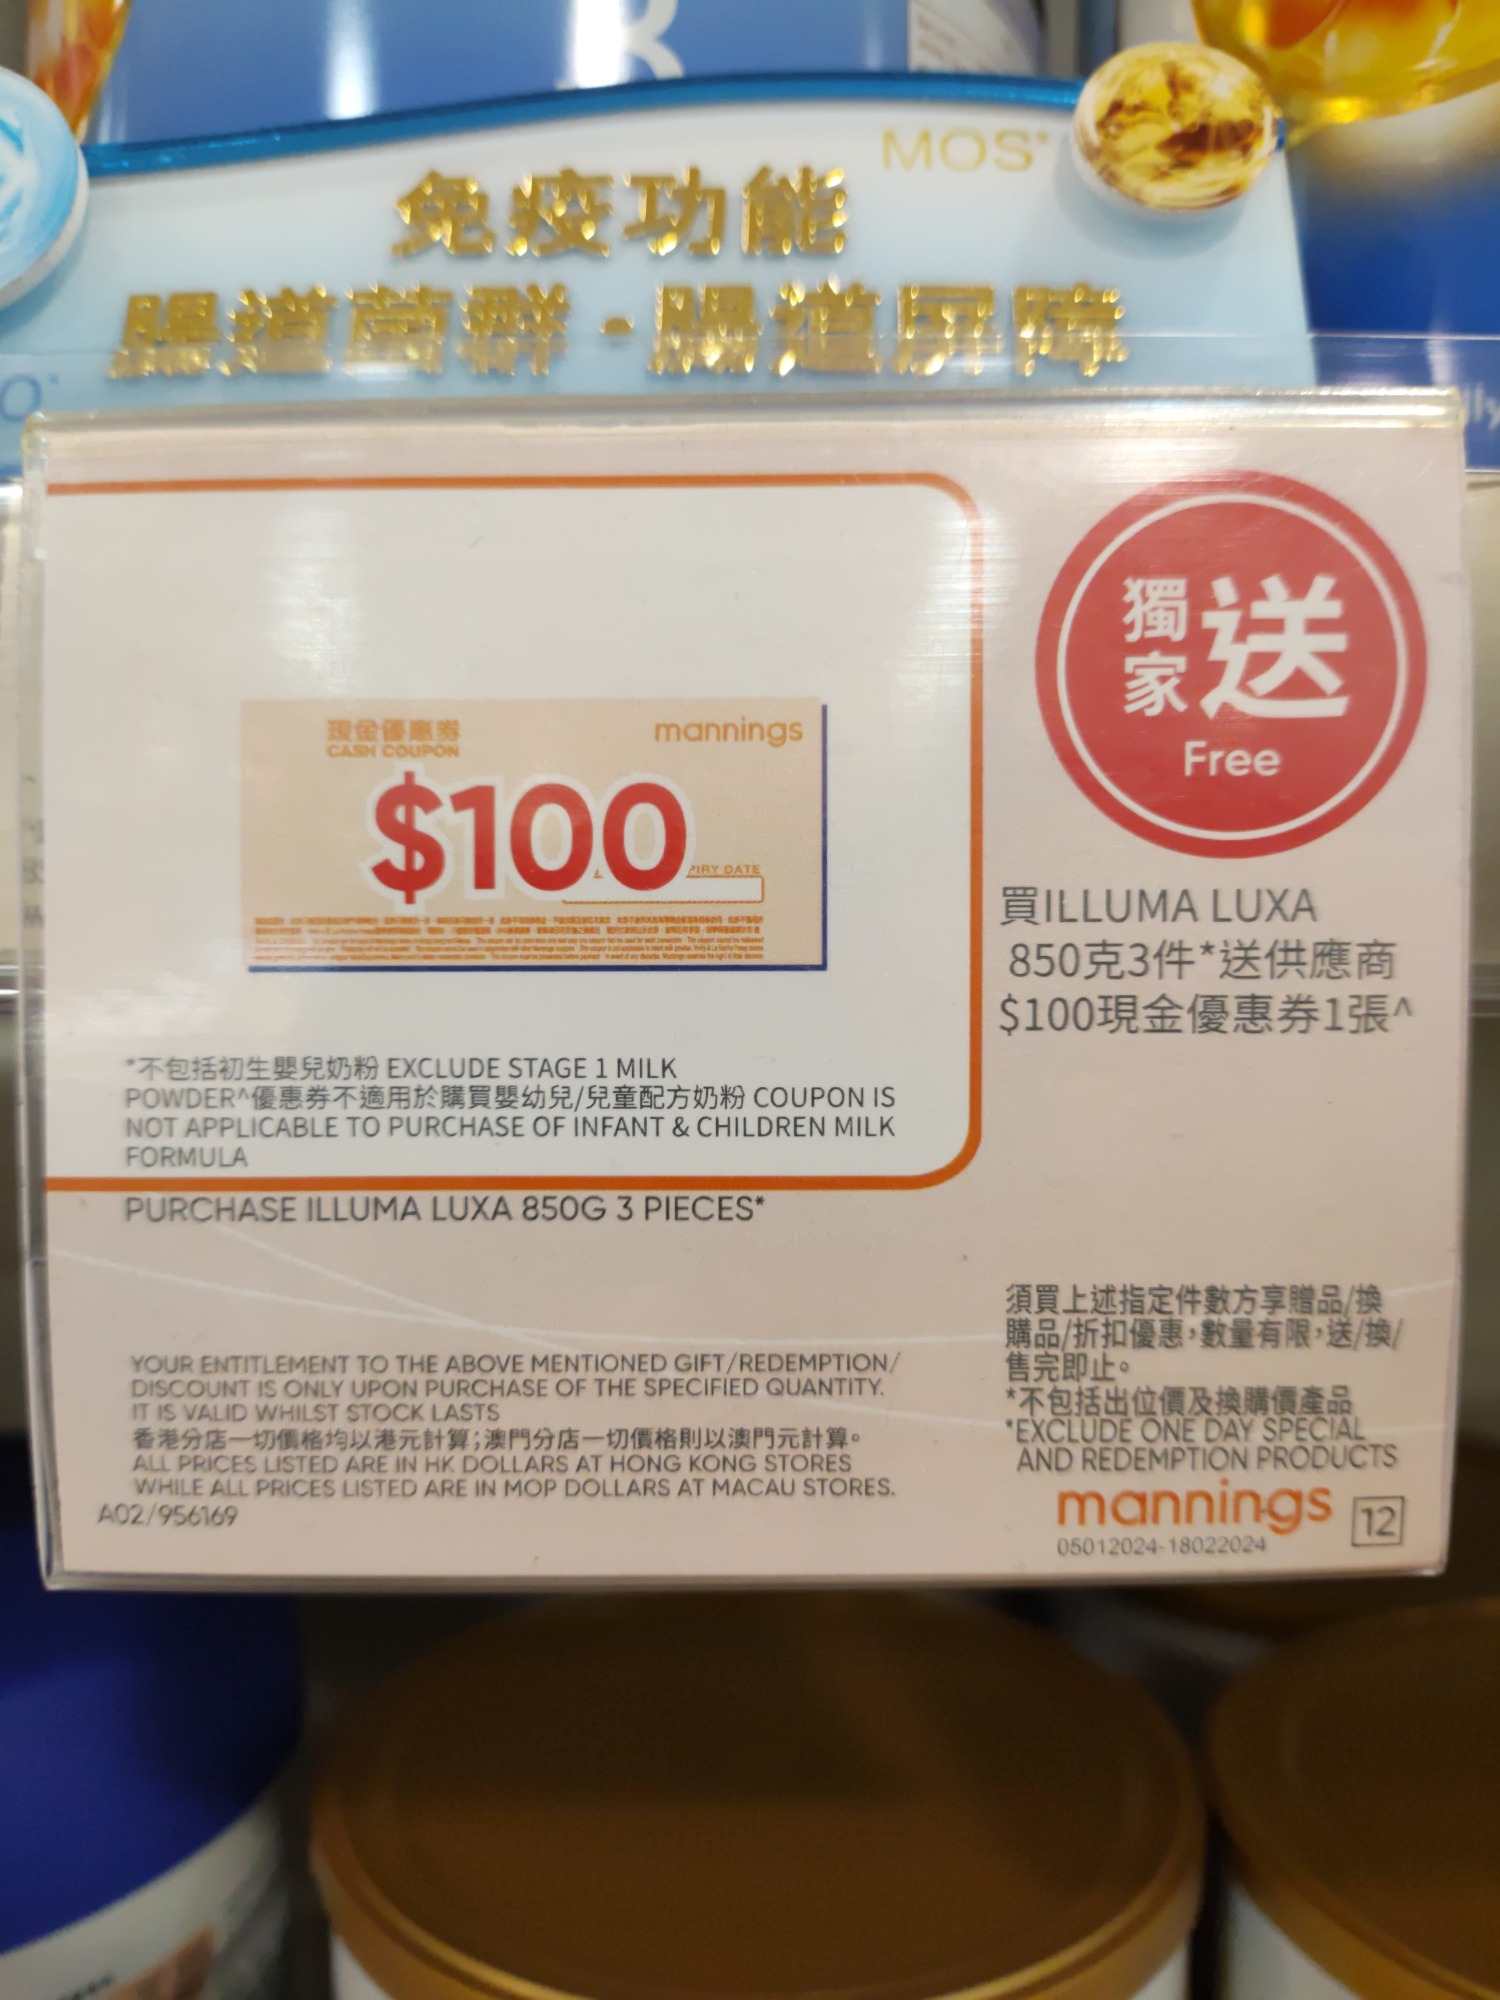 MOS+
免疫功能
腸道菌群・腸道屏障
現金優惠券
CASH COUPON
mannings
$100
PIRY DATE
獨家送
Free
買ILLUMA LUXA
850克3件*送供應商
$100現金優惠券1張^
*不包括初生嬰兒奶粉 EXCLUDE STAGE 1 MILK
POWDER^優惠券不適用於購買嬰幼兒/兒童配方奶粉 COUPON IS
NOT APPLICABLE TO PURCHASE OF INFANT & CHILDREN MILK
FORMULA
PURCHASE ILLUMA LUXA 850G 3 PIECES*
YOUR ENTITLEMENT TO THE ABOVE MENTIONED GIFT/REDEMPTION/
DISCOUNT IS ONLY UPON PURCHASE OF THE SPECIFIED QUANTITY.
IT IS VALID WHILST STOCK LASTS
香港分店一切價格均以港元計算;澳門分店一切價格則以澳門元計算。
ALL PRICES LISTED ARE IN HK DOLLARS AT HONG KONG STORES
WHILE ALL PRICES LISTED ARE IN MOP DOLLARS AT MACAU STORES.
A02/956169
須買上述指定件數方享贈品/換
購品/折扣優惠,數量有限,送/換/
售完即止。
*不包括出位價及換購價產品
*EXCLUDE ONE DAY SPECIAL
AND REDEMPTION PRODUCTS
mannings
12
05012024-18022024